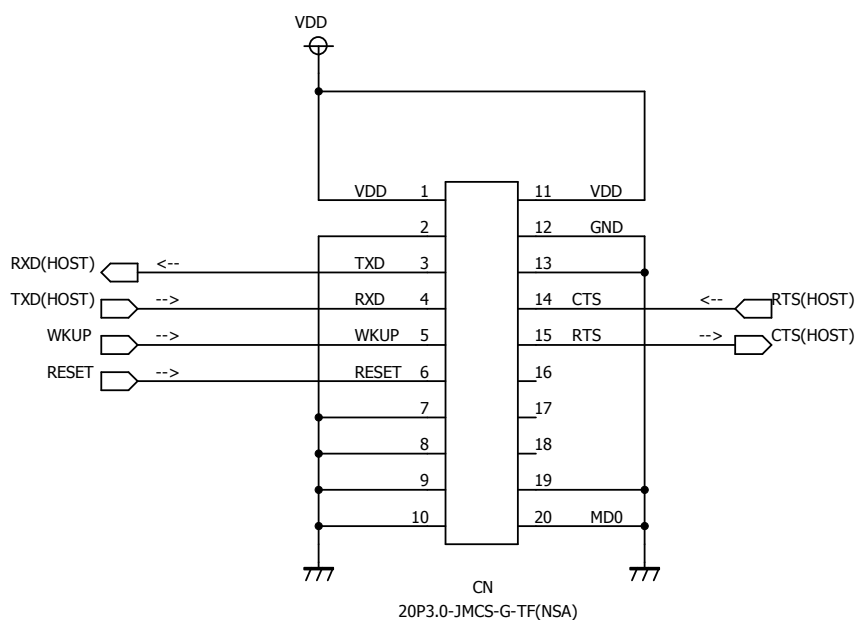 VDD
VDD 1 11 VDD
2 12 GND
RXD(HOST) <-- TXD 3 13
TXD(HOST) --> RXD 4 14 CTS <-- RTS(HOST)
WKUP --> WKUP 5 15 RTS --> CTS(HOST)
RESET --> RESET 6 16
7 17
8 18
9 19
10 20 MD0
CN
20P3.0-JMCS-G-TF(NSA)